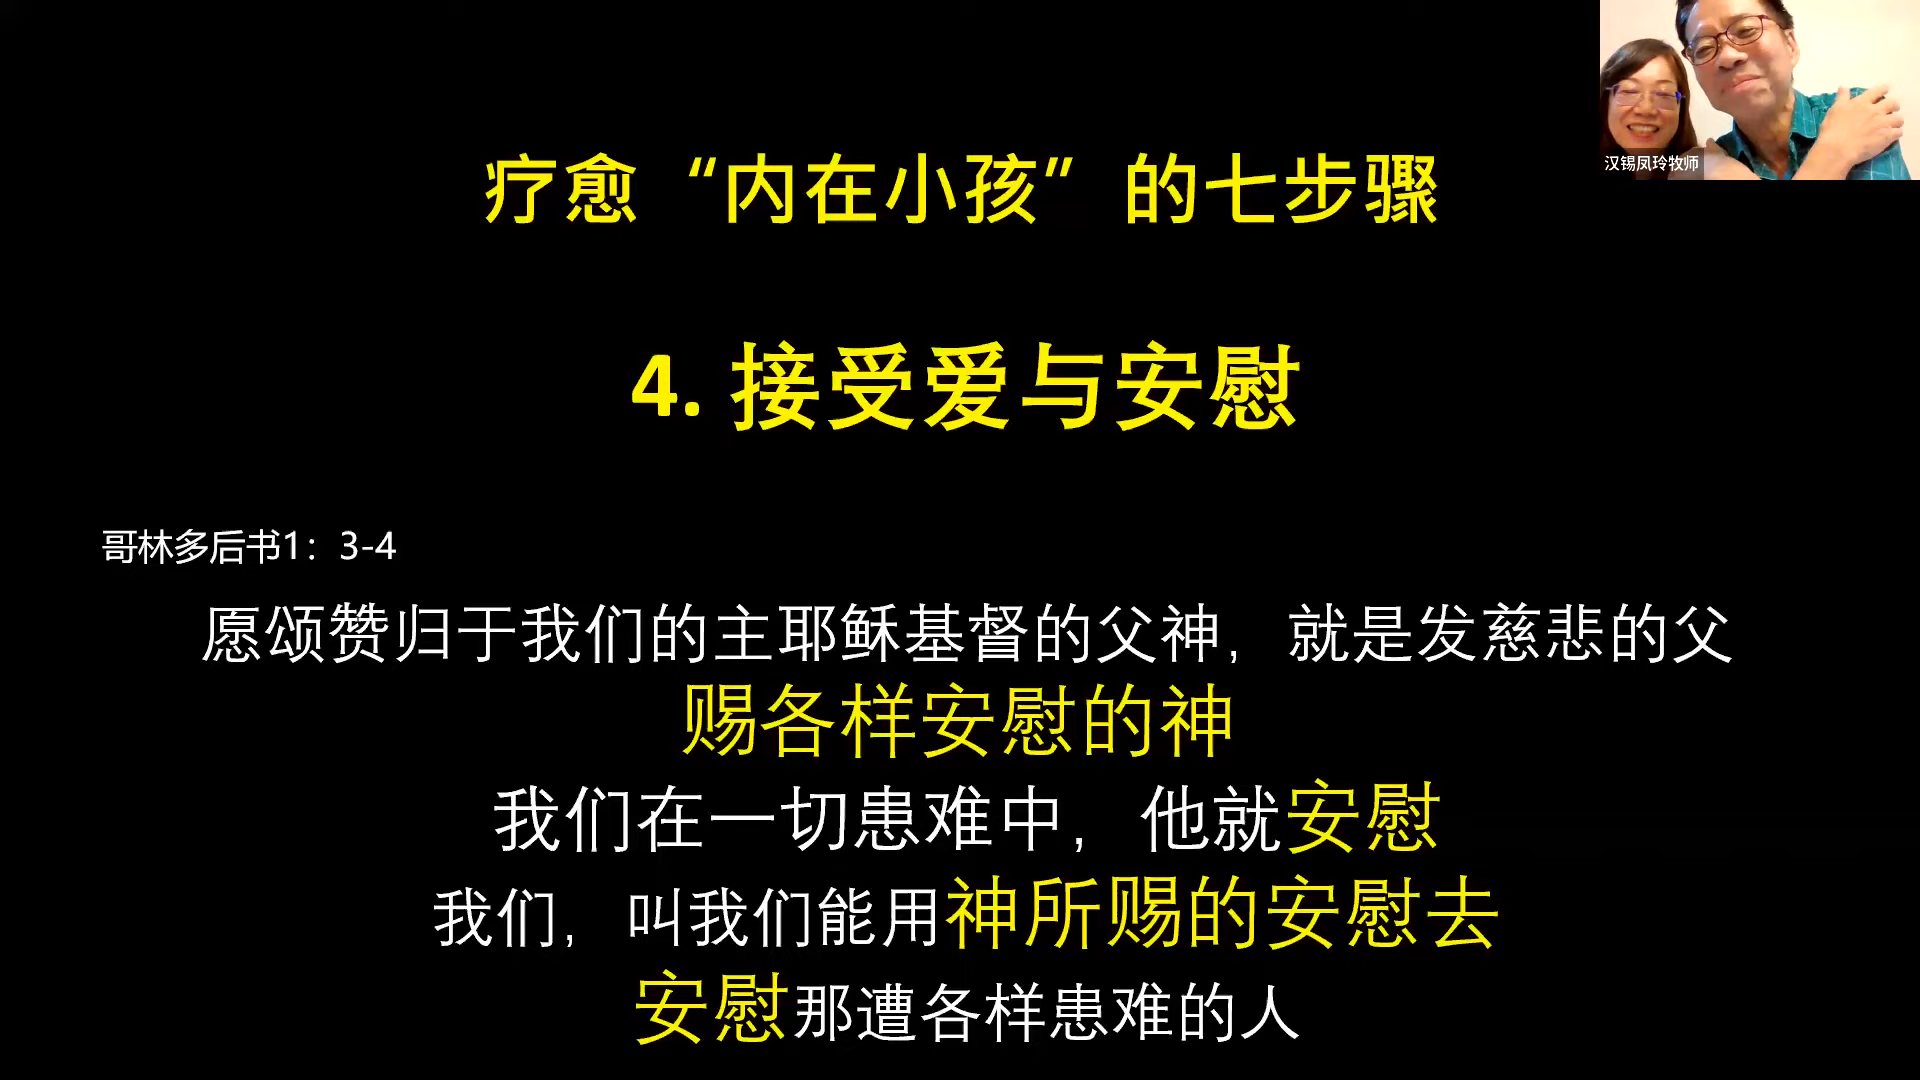 疗愈“内在小孩”的七步骤
汉锡凤玲牧师
4. 接受爱与安慰
哥林多后书1：3-4
愿颂赞归于我们的主耶稣基督的父神，就是发慈悲的父
赐各样安慰的神
我们在一切患难中，他就安慰
我们，叫我们能用神所赐的安慰去
安慰那遭各样患难的人